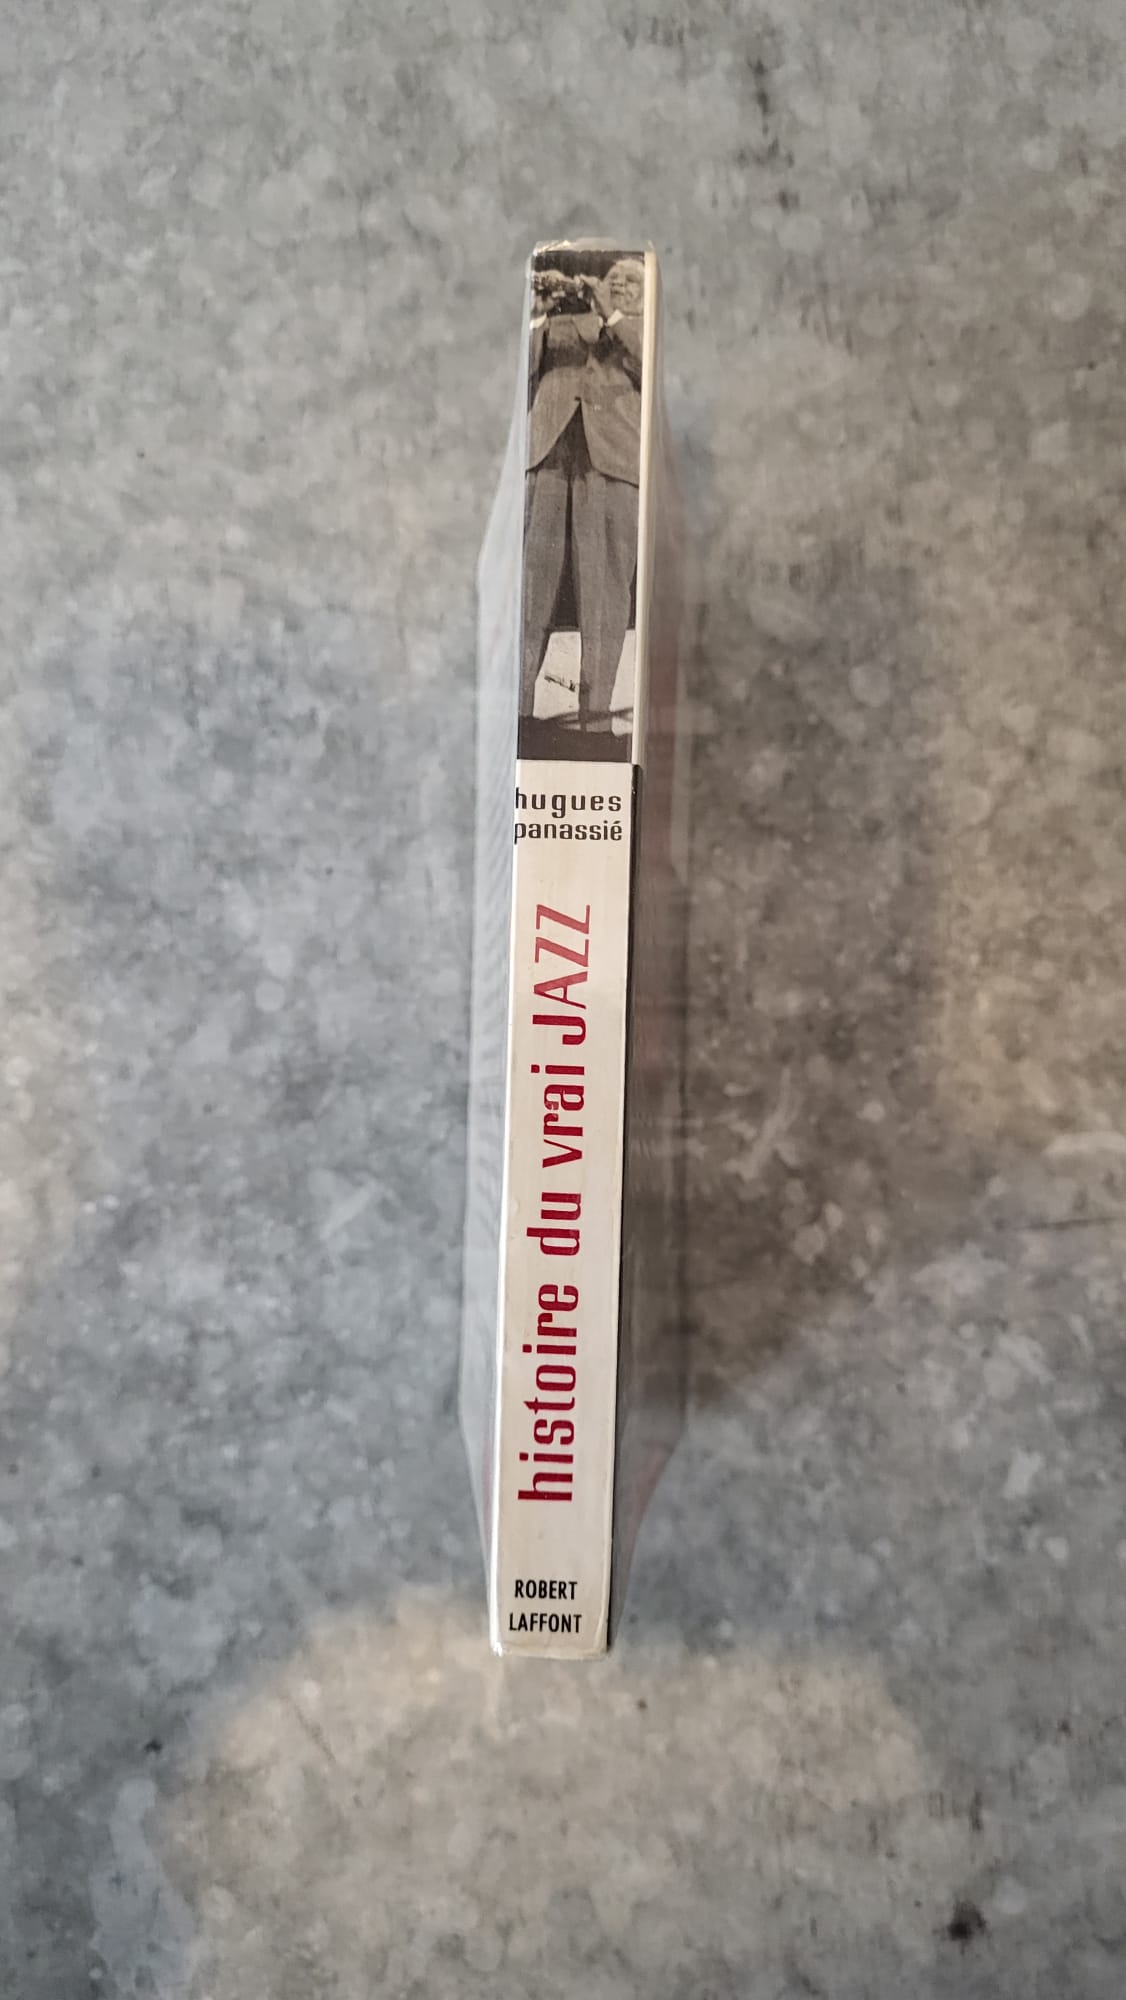 hugues
panassié
histoire du vrai JAZZ
ROBERT
LAFFONT